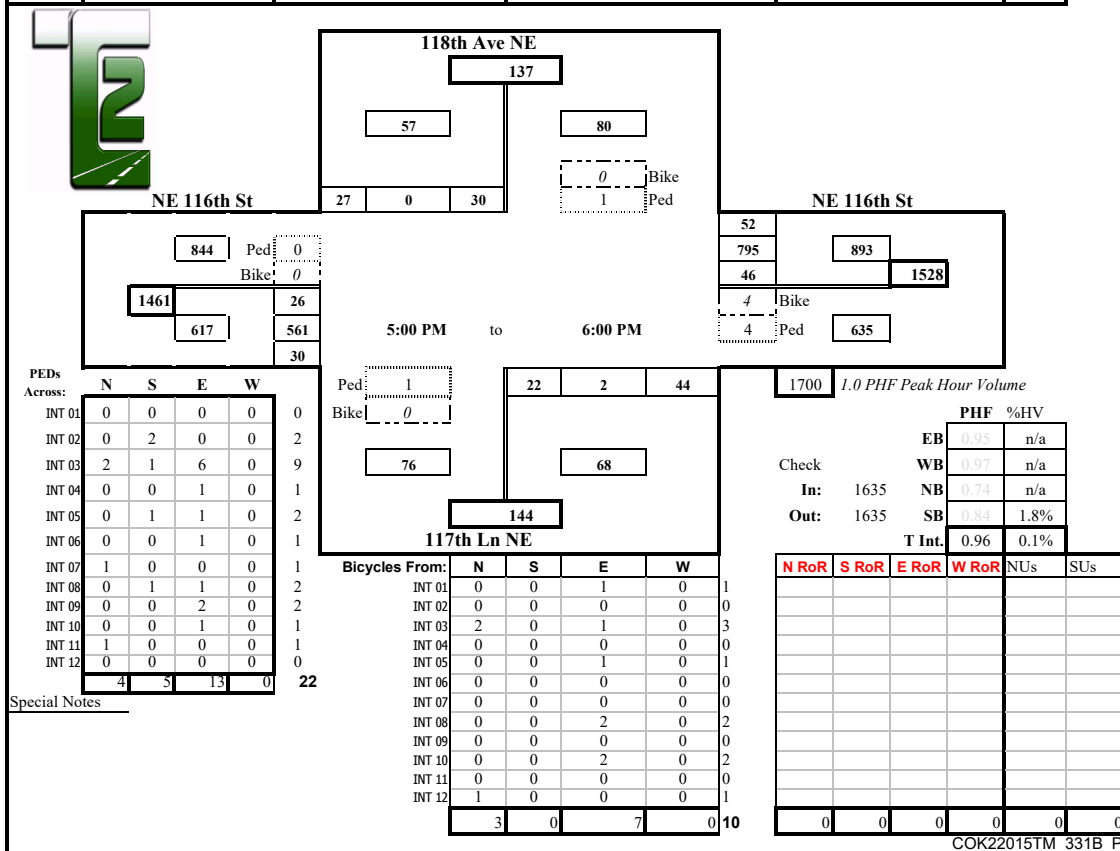 T2
118th Ave NE
137
57 80
0 Bike
NE 116th St 27 0 30 1 Ped NE 116th St
52
844 Ped 0 795 893
Bike 0 46 1528
1461 26 4 Bike
617 561 5:00 PM to 6:00 PM 4 Ped 635
30
PEDs Across: N S E W Ped 1 22 2 44 1700 1.0 PHF Peak Hour Volume
INT 01 0 0 0 0 0 Bike 0 PHF %HV
INT 02 0 2 0 0 2 EB 0.95 n/a
INT 03 2 1 6 0 9 76 68 Check WB 0.97 n/a
INT 04 0 0 1 0 1 In: 1635 NB 0.74 n/a
INT 05 0 1 1 0 2 144 Out: 1635 SB 0.84 1.8%
INT 06 0 0 1 0 1 117th Ln NE T Int. 0.96 0.1%
INT 07 1 0 0 0 1 Bicycles From: N S E W N RoR S RoR E RoR W RoR NUs SUs
INT 08 0 1 1 0 2 INT 01 0 0 1 0 1
INT 09 0 0 2 0 2 INT 02 0 0 0 0 0
INT 10 0 0 1 0 1 INT 03 2 0 1 0 3
INT 11 1 0 0 0 1 INT 04 0 0 0 0 0
INT 12 0 0 0 0 0 INT 05 0 0 1 0 1
4 5 13 0 22 INT 06 0 0 0 0 0
Special Notes INT 07 0 0 0 0 0
INT 08 0 0 2 0 2
INT 09 0 0 0 0 0
INT 10 0 0 2 0 2
INT 11 0 0 0 0 0
INT 12 1 0 0 0 1
3 0 7 0 10 0 0 0 0 0 0
COK22015TM_331B_P